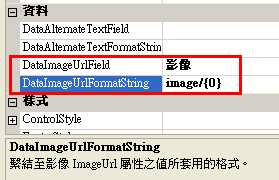 資料
DataAlternateTextField
DataAlternateTextFormatStrin
DataImageUrlField 影像
DataImageUrlFormatString image/{0}
樣式
ControlStyle
DataImageUrlFormatString
繫結至影像 ImageUrl 屬性之值所套用的格式。